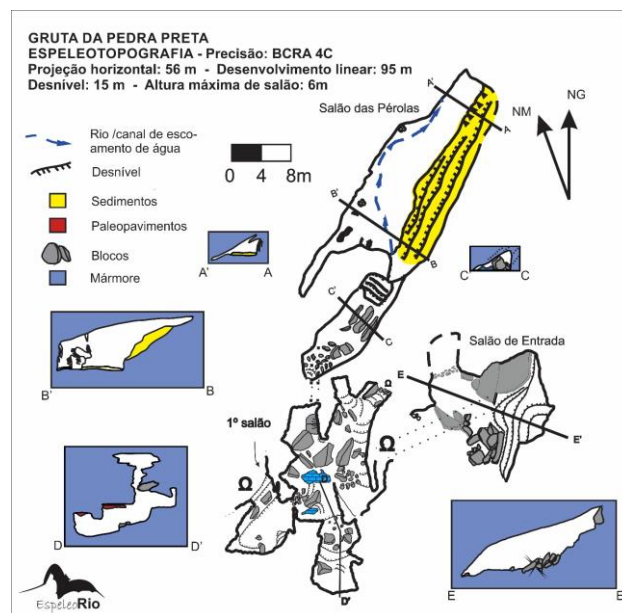 GRUTA DA PEDRA PRETA
ESPELEOTOPOGRAFIA - Precisão: BCRA 4C
Projeção horizontal: 56 m - Desenvolvimento linear: 95 m
Desnível: 15 m - Altura máxima de salão: 6m
Salão das Pérolas
A'
A
NM
NG
Rio /canal de esco-
amento de água
Desnível
0 4 8m
Sedimentos
Paleopavimentos
Blocos
Mármore
B'
B
A' A
C C
C'
C
Salão de Entrada
B' B
E
E'
1º salão
Ω
Ω
Ω
D D'
D'
E E
EspeleoRio